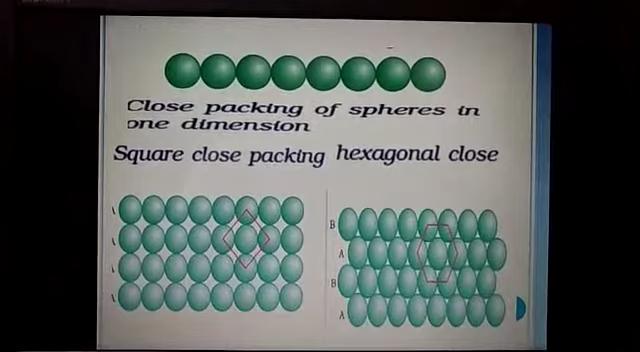 Close packing of spheres in
one dimension
Square close packing hexagonal close
A
A
A
A
B
A
B
A